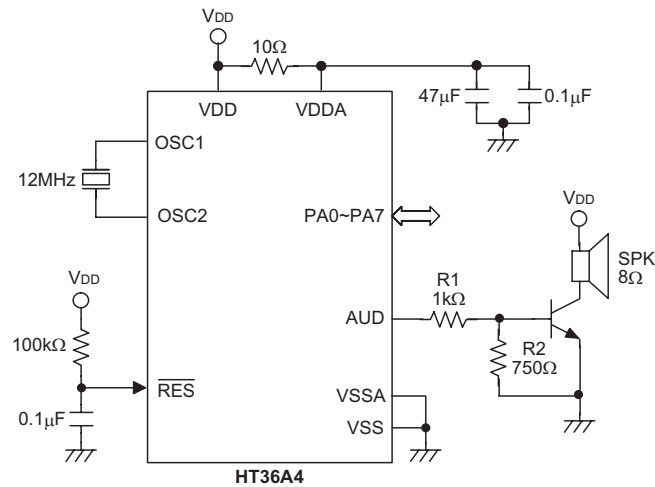 VDD
10Ω
VDD
VDDA
47μF
0.1μF
OSC1
12MHz
OSC2
PA0~PA7
VDD
SPK
8Ω
VDD
R1
1kΩ
AUD
100kΩ
R2
750Ω
RES
VSSA
0.1μF
VSS
HT36A4